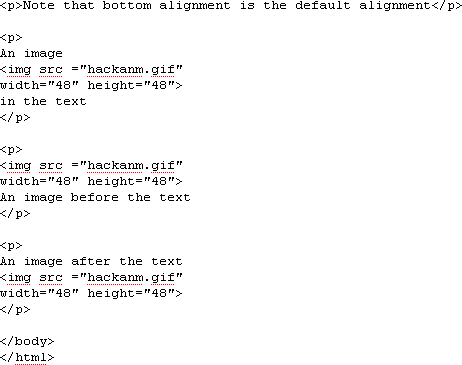 <p>Note that bottom alignment is the default alignment</p>
<p>
An image
<img src ="hackanm.gif"
width="48" height="48">
in the text
</p>
<p>
<img src ="hackanm.gif"
width="48" height="48">
An image before the text
</p>
<p>
An image after the text
<img src ="hackanm.gif"
width="48" height="48">
</p>
</body>
</html>